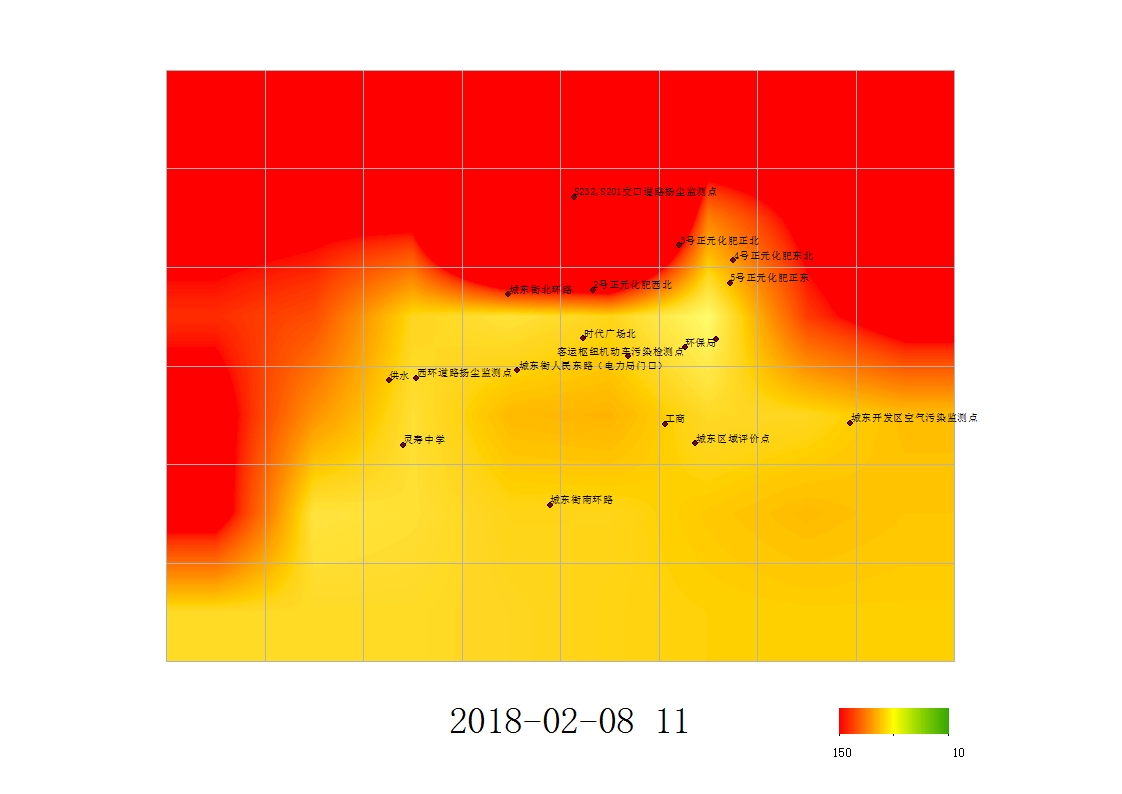 S232,S201交口道路扬尘监测点
3号正元化肥正北
4号正元化肥东北
5号正元化肥正东
2号正元化肥西北
城东街北环路
时代广场北
环保局
客运枢纽机动车污染检测点
城东街人民东路（电力局门口）
西环道路扬尘监测点
供水
工商
城东开发区空气污染监测点
城东区域评价点
灵寿中学
城东街南环路
2018-02-08 11
150
10